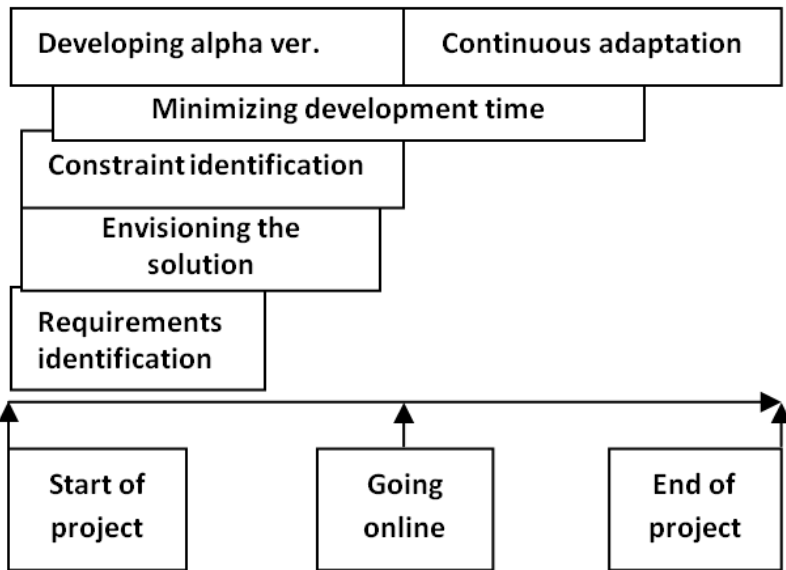 Developing alpha ver.
Continuous adaptation
Minimizing development time
Constraint identification
Envisioning the
solution
Requirements
identification
Start of
project
Going
online
End of
project